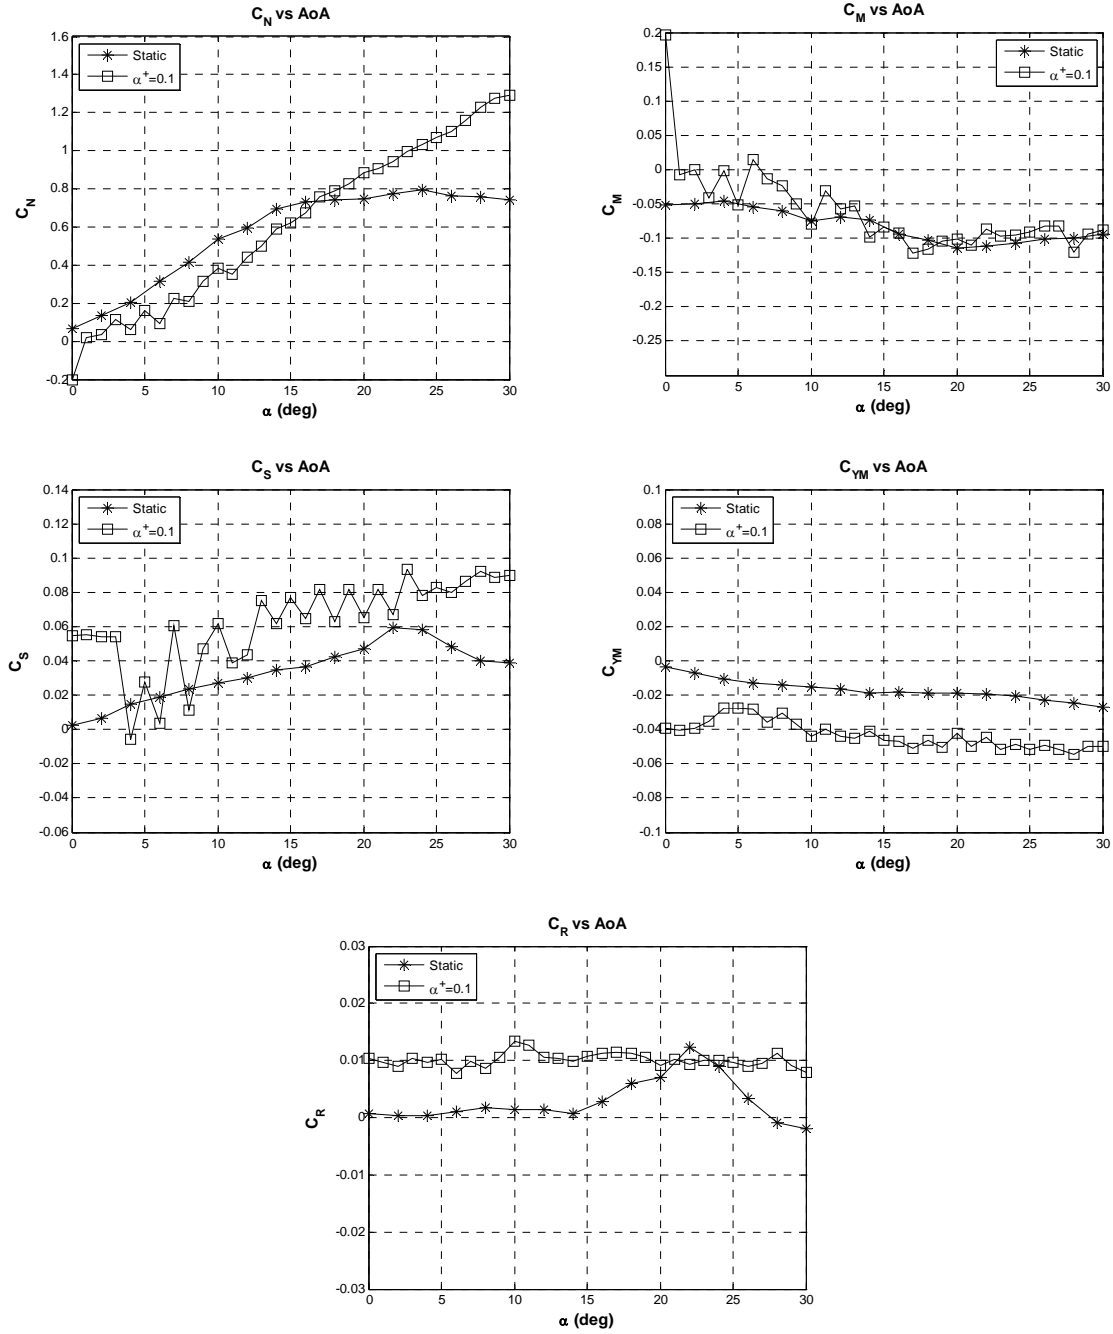 C_N vs AoA
1.6
1.4
1.2
1
0.8
0.6
0.4
0.2
0
-0.2
C_N
Static
α⁺=0.1
0 5 10 15 20 25 30
α (deg)
C_M vs AoA
0.2
0.15
0.1
0.05
0
-0.05
-0.1
-0.15
-0.2
-0.25
C_M
Static
α⁺=0.1
0 5 10 15 20 25 30
α (deg)
C_S vs AoA
0.14
0.12
0.1
0.08
0.06
0.04
0.02
0
-0.02
-0.04
-0.06
C_S
Static
α⁺=0.1
0 5 10 15 20 25 30
α (deg)
C_YM vs AoA
0.1
0.08
0.06
0.04
0.02
0
-0.02
-0.04
-0.06
-0.08
-0.1
C_YM
Static
α⁺=0.1
0 5 10 15 20 25 30
α (deg)
C_R vs AoA
0.03
0.02
0.01
0
-0.01
-0.02
-0.03
C_R
Static
α⁺=0.1
0 5 10 15 20 25 30
α (deg)